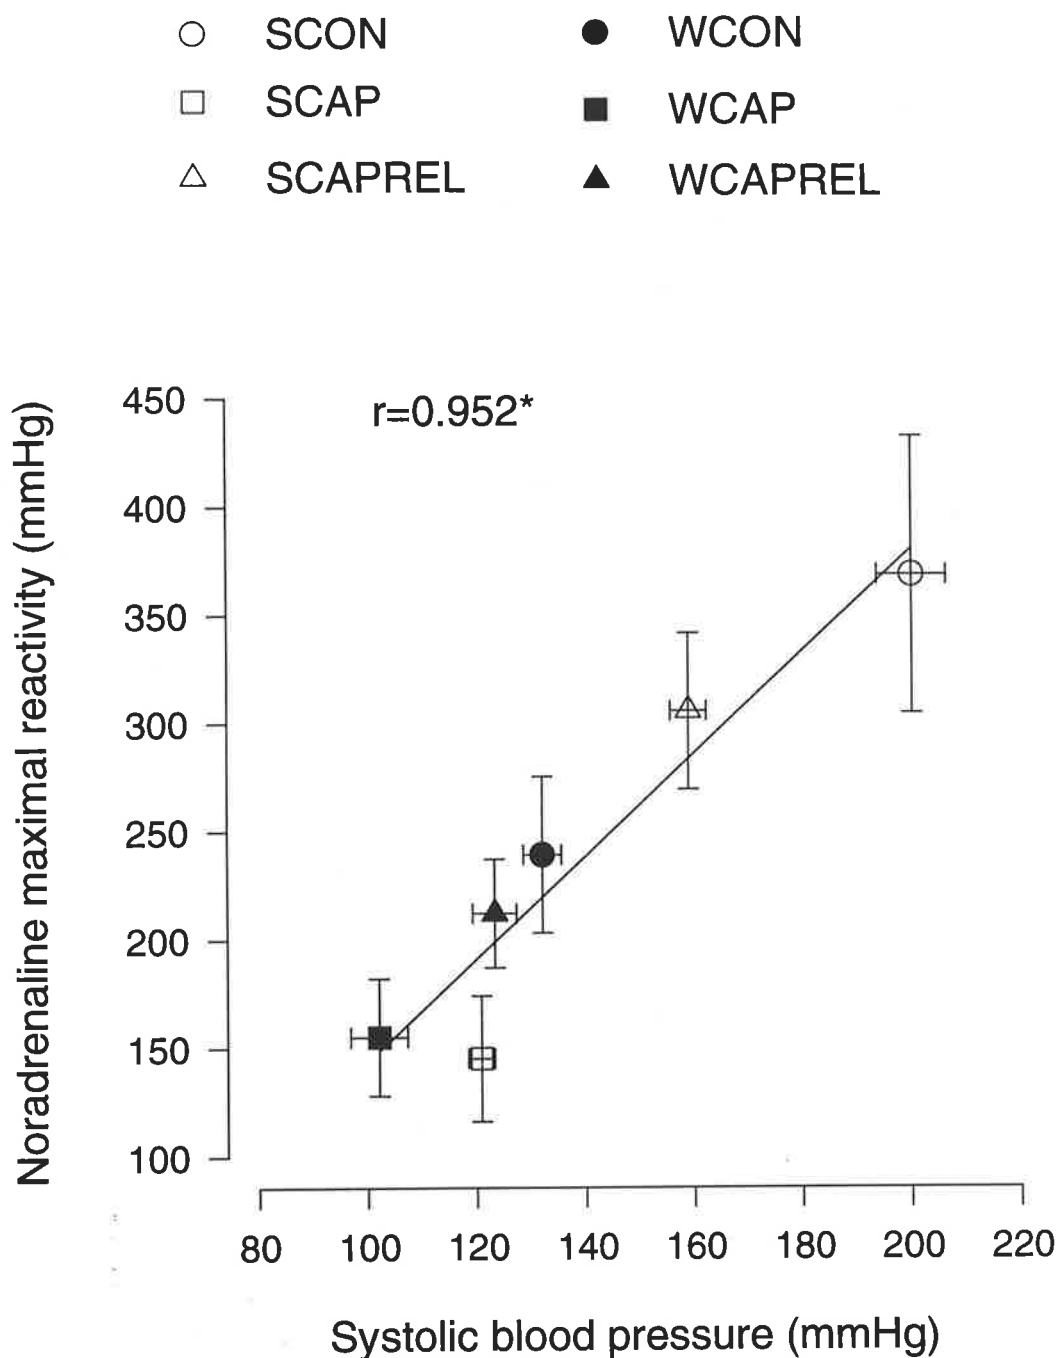 SCON WCON
SCAP WCAP
SCAPREL WCAPREL
r=0.952*
Noradrenaline maximal reactivity (mmHg)
450
400
350
300
250
200
150
100
80 100 120 140 160 180 200 220
Systolic blood pressure (mmHg)